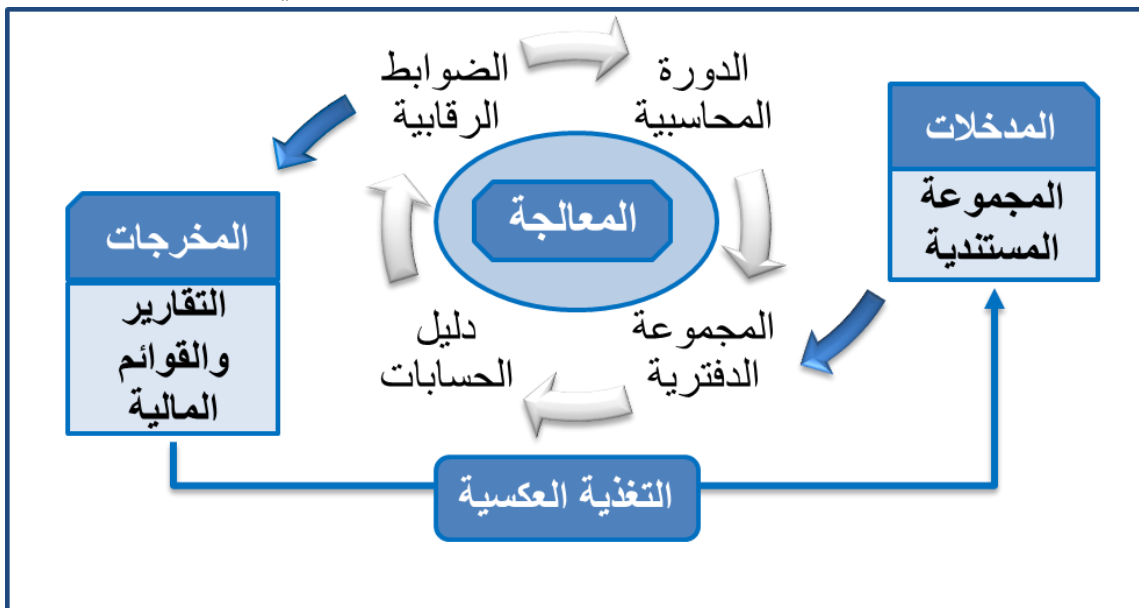 المدخلات
المجموعة
المستندية
الدورة
المحاسبية
المجموعة
الدفترية
دليل
الحسابات
الضوابط
الرقابية
المعالجة
المخرجات
التقارير
والقوائم
المالية
التغذية العكسية